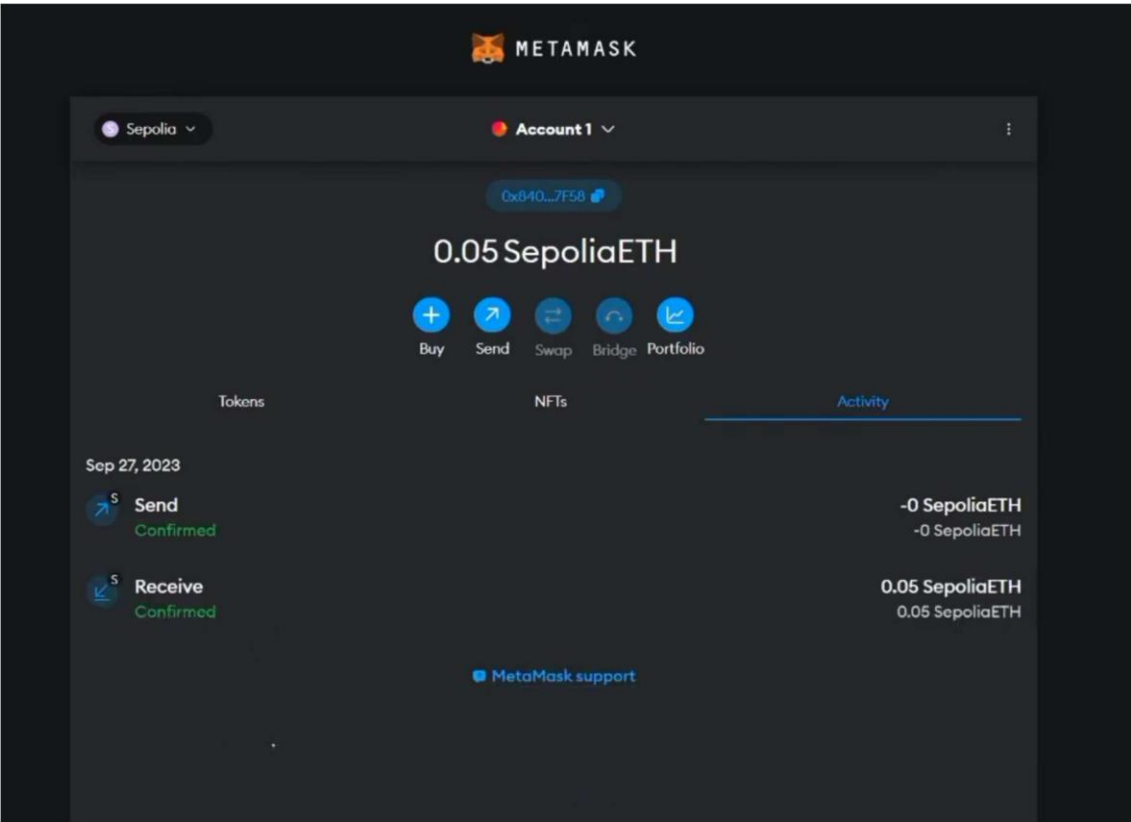 METAMASK
S Sepolia Account 1
0x840...7F58
0.05 SepoliaETH
Buy Send Swap Bridge Portfolio
Tokens NFTs Activity
Sep 27, 2023
S Send -0 SepoliaETH
Confirmed -0 SepoliaETH
S Receive 0.05 SepoliaETH
Confirmed 0.05 SepoliaETH
MetaMask support